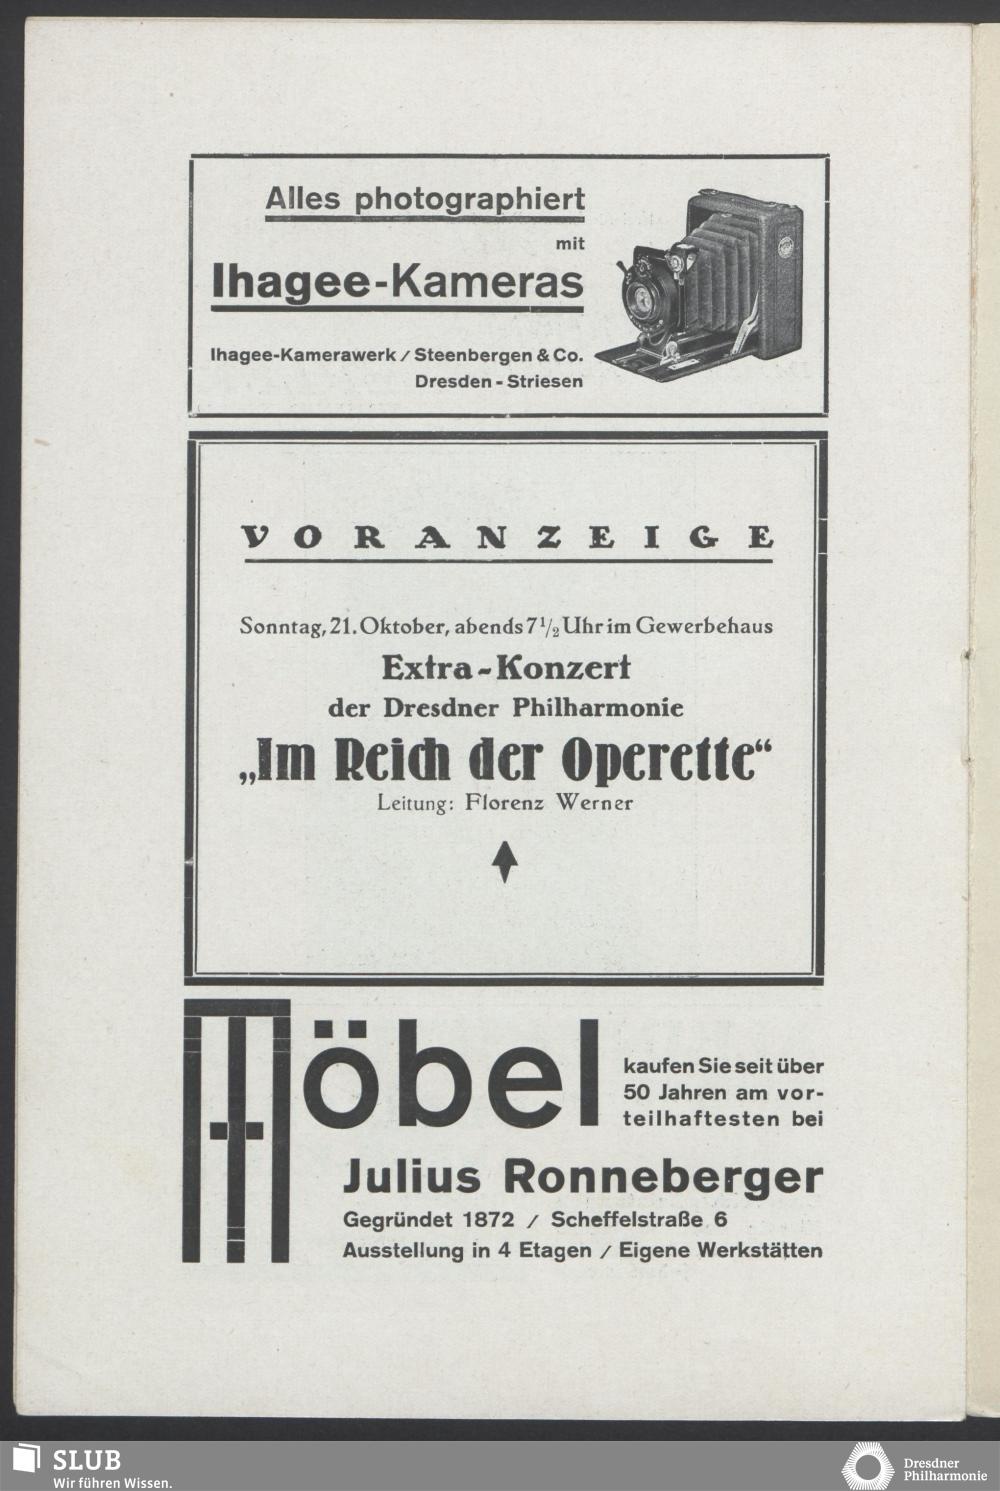 Alles photographiert
mit
Ihagee-Kameras
Ihagee-Kamerawerk / Steenbergen & Co.
Dresden - Striesen
VORANZEIGE
Sonntag, 21. Oktober, abends 7 1/2 Uhr im Gewerbehaus
Extra-Konzert
der Dresdner Philharmonie
„Im Reich der Operette“
Leitung: Florenz Werner
Möbel
kaufen Sie seit über
50 Jahren am vor-
teilhaftesten bei
Julius Ronneberger
Gegründet 1872 / Scheffelstraße 6
Ausstellung in 4 Etagen / Eigene Werkstätten
SLUB
Wir führen Wissen.
Dresdner
Philharmonie